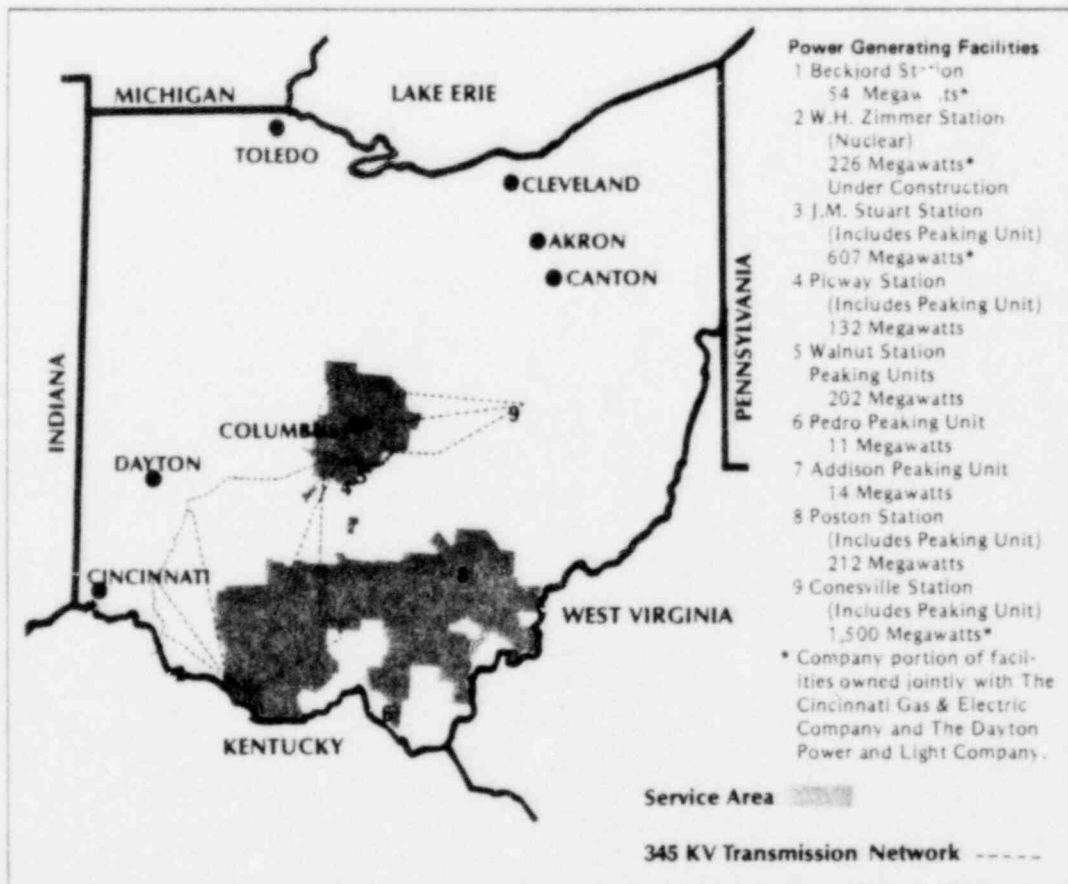 MICHIGAN
LAKE ERIE
TOLEDO
CLEVELAND
AKRON
CANTON
INDIANA
PENNSYLVANIA
9
DAYTON
CINCINNATI
WEST VIRGINIA
KENTUCKY
Power Generating Facilities
1 Beckjord
54
2 W.H. Zimmer Station
(Nuclear)
226 Megawatts*
Under Construction
3 J.M. Stuart Station
(Includes Peaking Unit)
607 Megawatts*
4 Picway Station
(Includes Peaking Unit)
132 Megawatts
5 Walnut Station
Peaking Units
202 Megawatts
6 Pedro Peaking Unit
11 Megawatts
7 Addison Peaking Unit
14 Megawatts
8 Poston Station
(Includes Peaking Unit)
212 Megawatts
9 Conesville Station
(Includes Peaking Unit)
1,500 Megawatts*
* Company portion of facil-
ities owned jointly with The
Cincinnati Gas & Electric
Company and The Dayton
Power and Light Company.
Service Area
345 KV Transmission Network